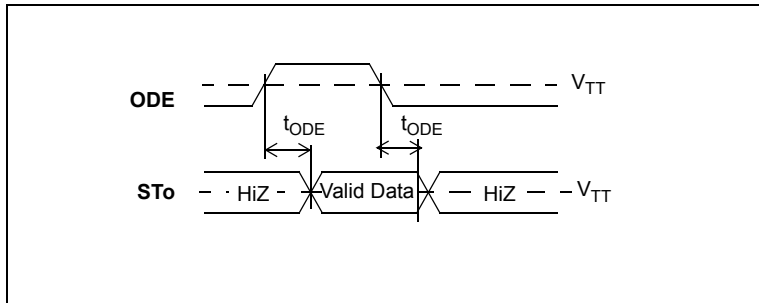 V_TT
ODE
t_ODE t_ODE
STo HiZ Valid Data HiZ V_TT